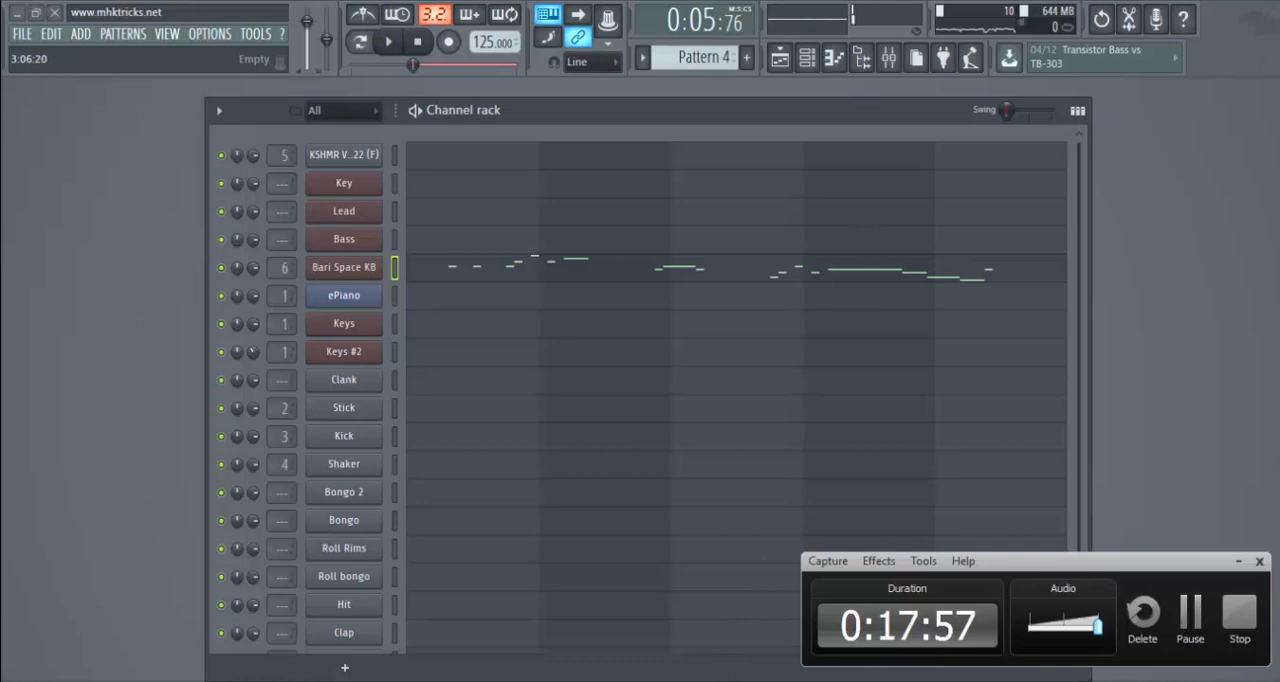 www.mhktricks.net
FILE EDIT ADD PATTERNS VIEW OPTIONS TOOLS ?
3:06:20 Empty
3.2.
125.000
Line
0:05:76
M:S:CS
Pattern 4
+
10 644 MB
0
?
04/12 Transistor Bass vs
TB-303
All
Channel rack
Swing
5 KSHMR V..22 (F)
--- Key
--- Lead
--- Bass
6 Bari Space KB
1 ePiano
1 Keys
1 Keys #2
--- Clank
2 Stick
3 Kick
4 Shaker
--- Bongo 2
--- Bongo
--- Roll Rims
--- Roll bongo
--- Hit
--- Clap
+
Capture Effects Tools Help
Duration
0:17:57
Audio
Delete
Pause
Stop